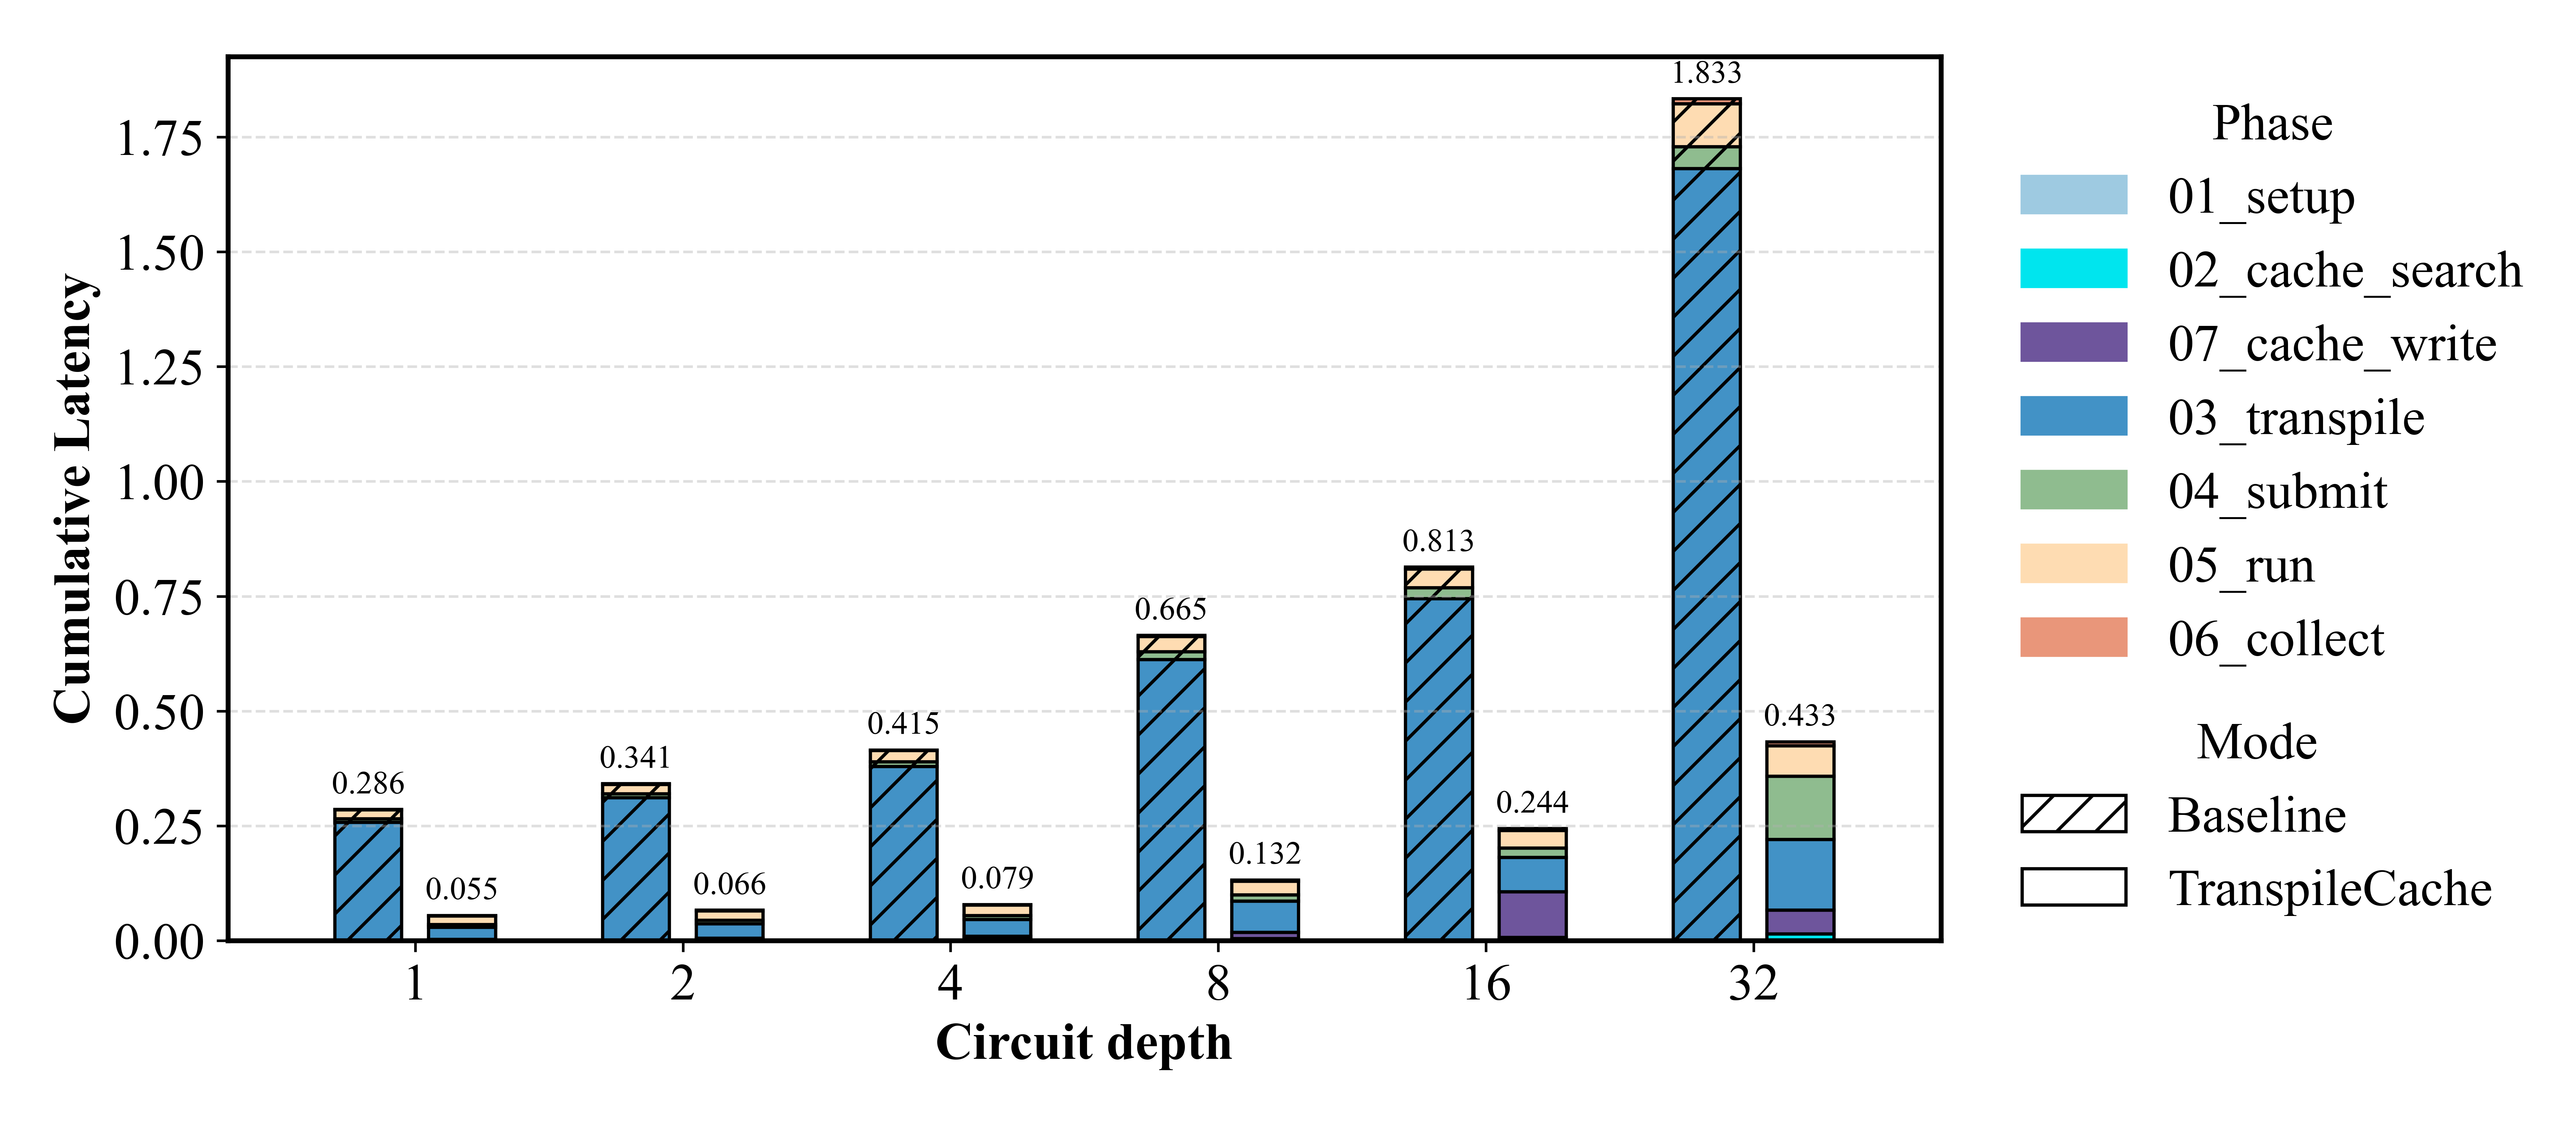 Cumulative Latency
1.75
1.50
1.25
1.00
0.75
0.50
0.25
0.00
0.286
0.055
0.341
0.066
0.415
0.079
0.665
0.132
0.813
0.244
1.833
0.433
1
2
4
8
16
32
Circuit depth
Phase
01_setup
02_cache_search
07_cache_write
03_transpile
04_submit
05_run
06_collect
Mode
Baseline
TranspileCache